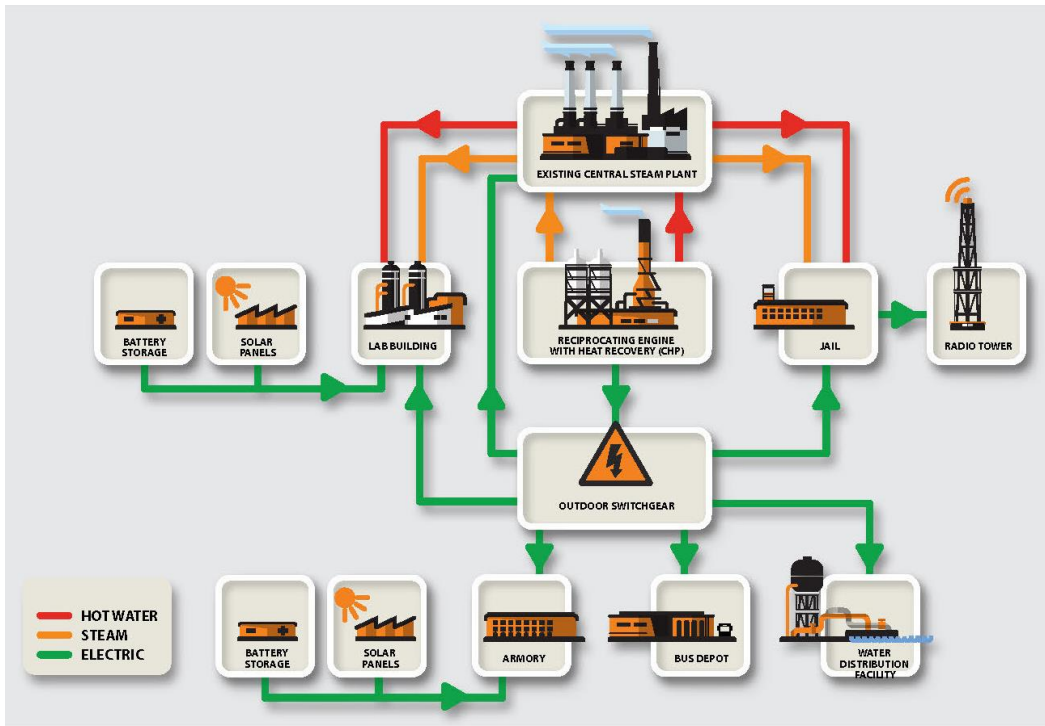 EXISTING CENTRAL STEAM PLANT
BATTERY
STORAGE
SOLAR
PANELS
LAB BUILDING
RECIPROCATING ENGINE
WITH HEAT RECOVERY (CHP)
JAIL
RADIO TOWER
OUTDOOR SWITCHGEAR
HOT WATER
STEAM
ELECTRIC
BATTERY
STORAGE
SOLAR
PANELS
ARMORY
BUS DEPOT
WATER
DISTRIBUTION
FACILITY